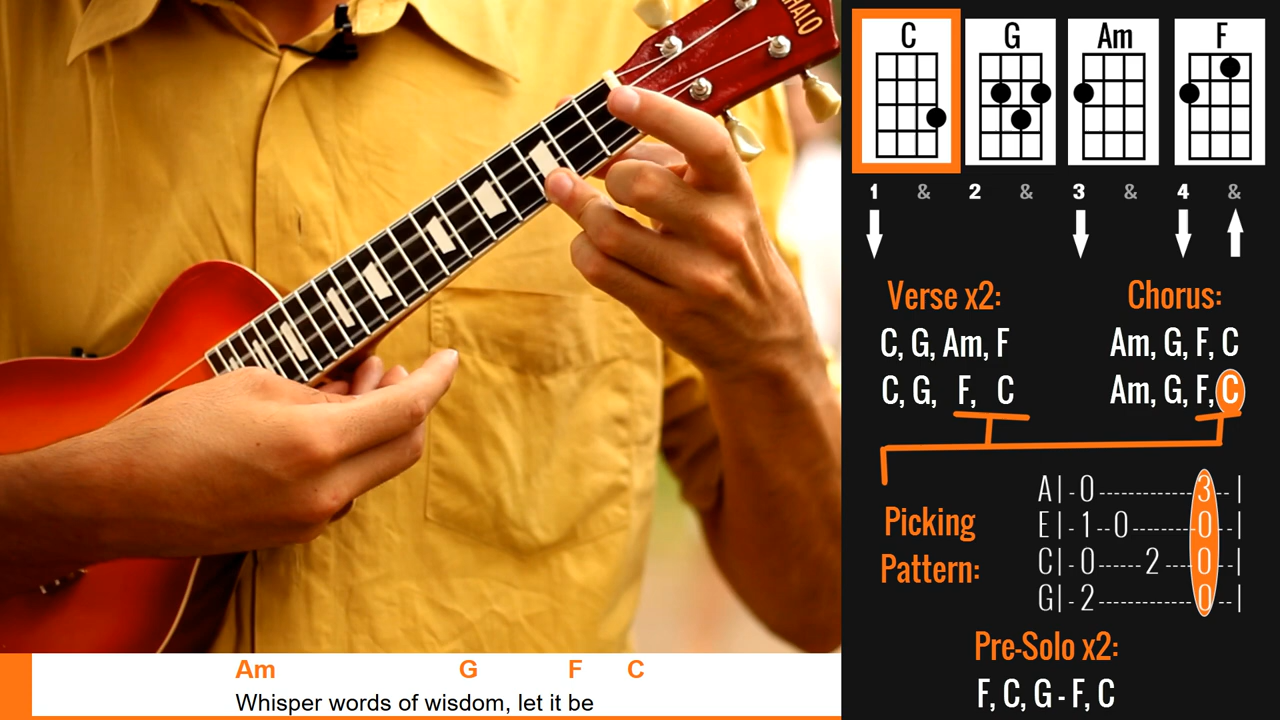 HALO
C G Am F
1 & 2 & 3 & 4 &
Verse x2:
C, G, Am, F
C, G, F, C
Chorus:
Am, G, F, C
Am, G, F, C
Picking
Pattern:
A|-0-------------3--|
E|-1--0----------0--|
C|-0------2------0--|
G|-2-------------0--|
Pre-Solo x2:
F, C, G - F, C
Am G F C
Whisper words of wisdom, let it be